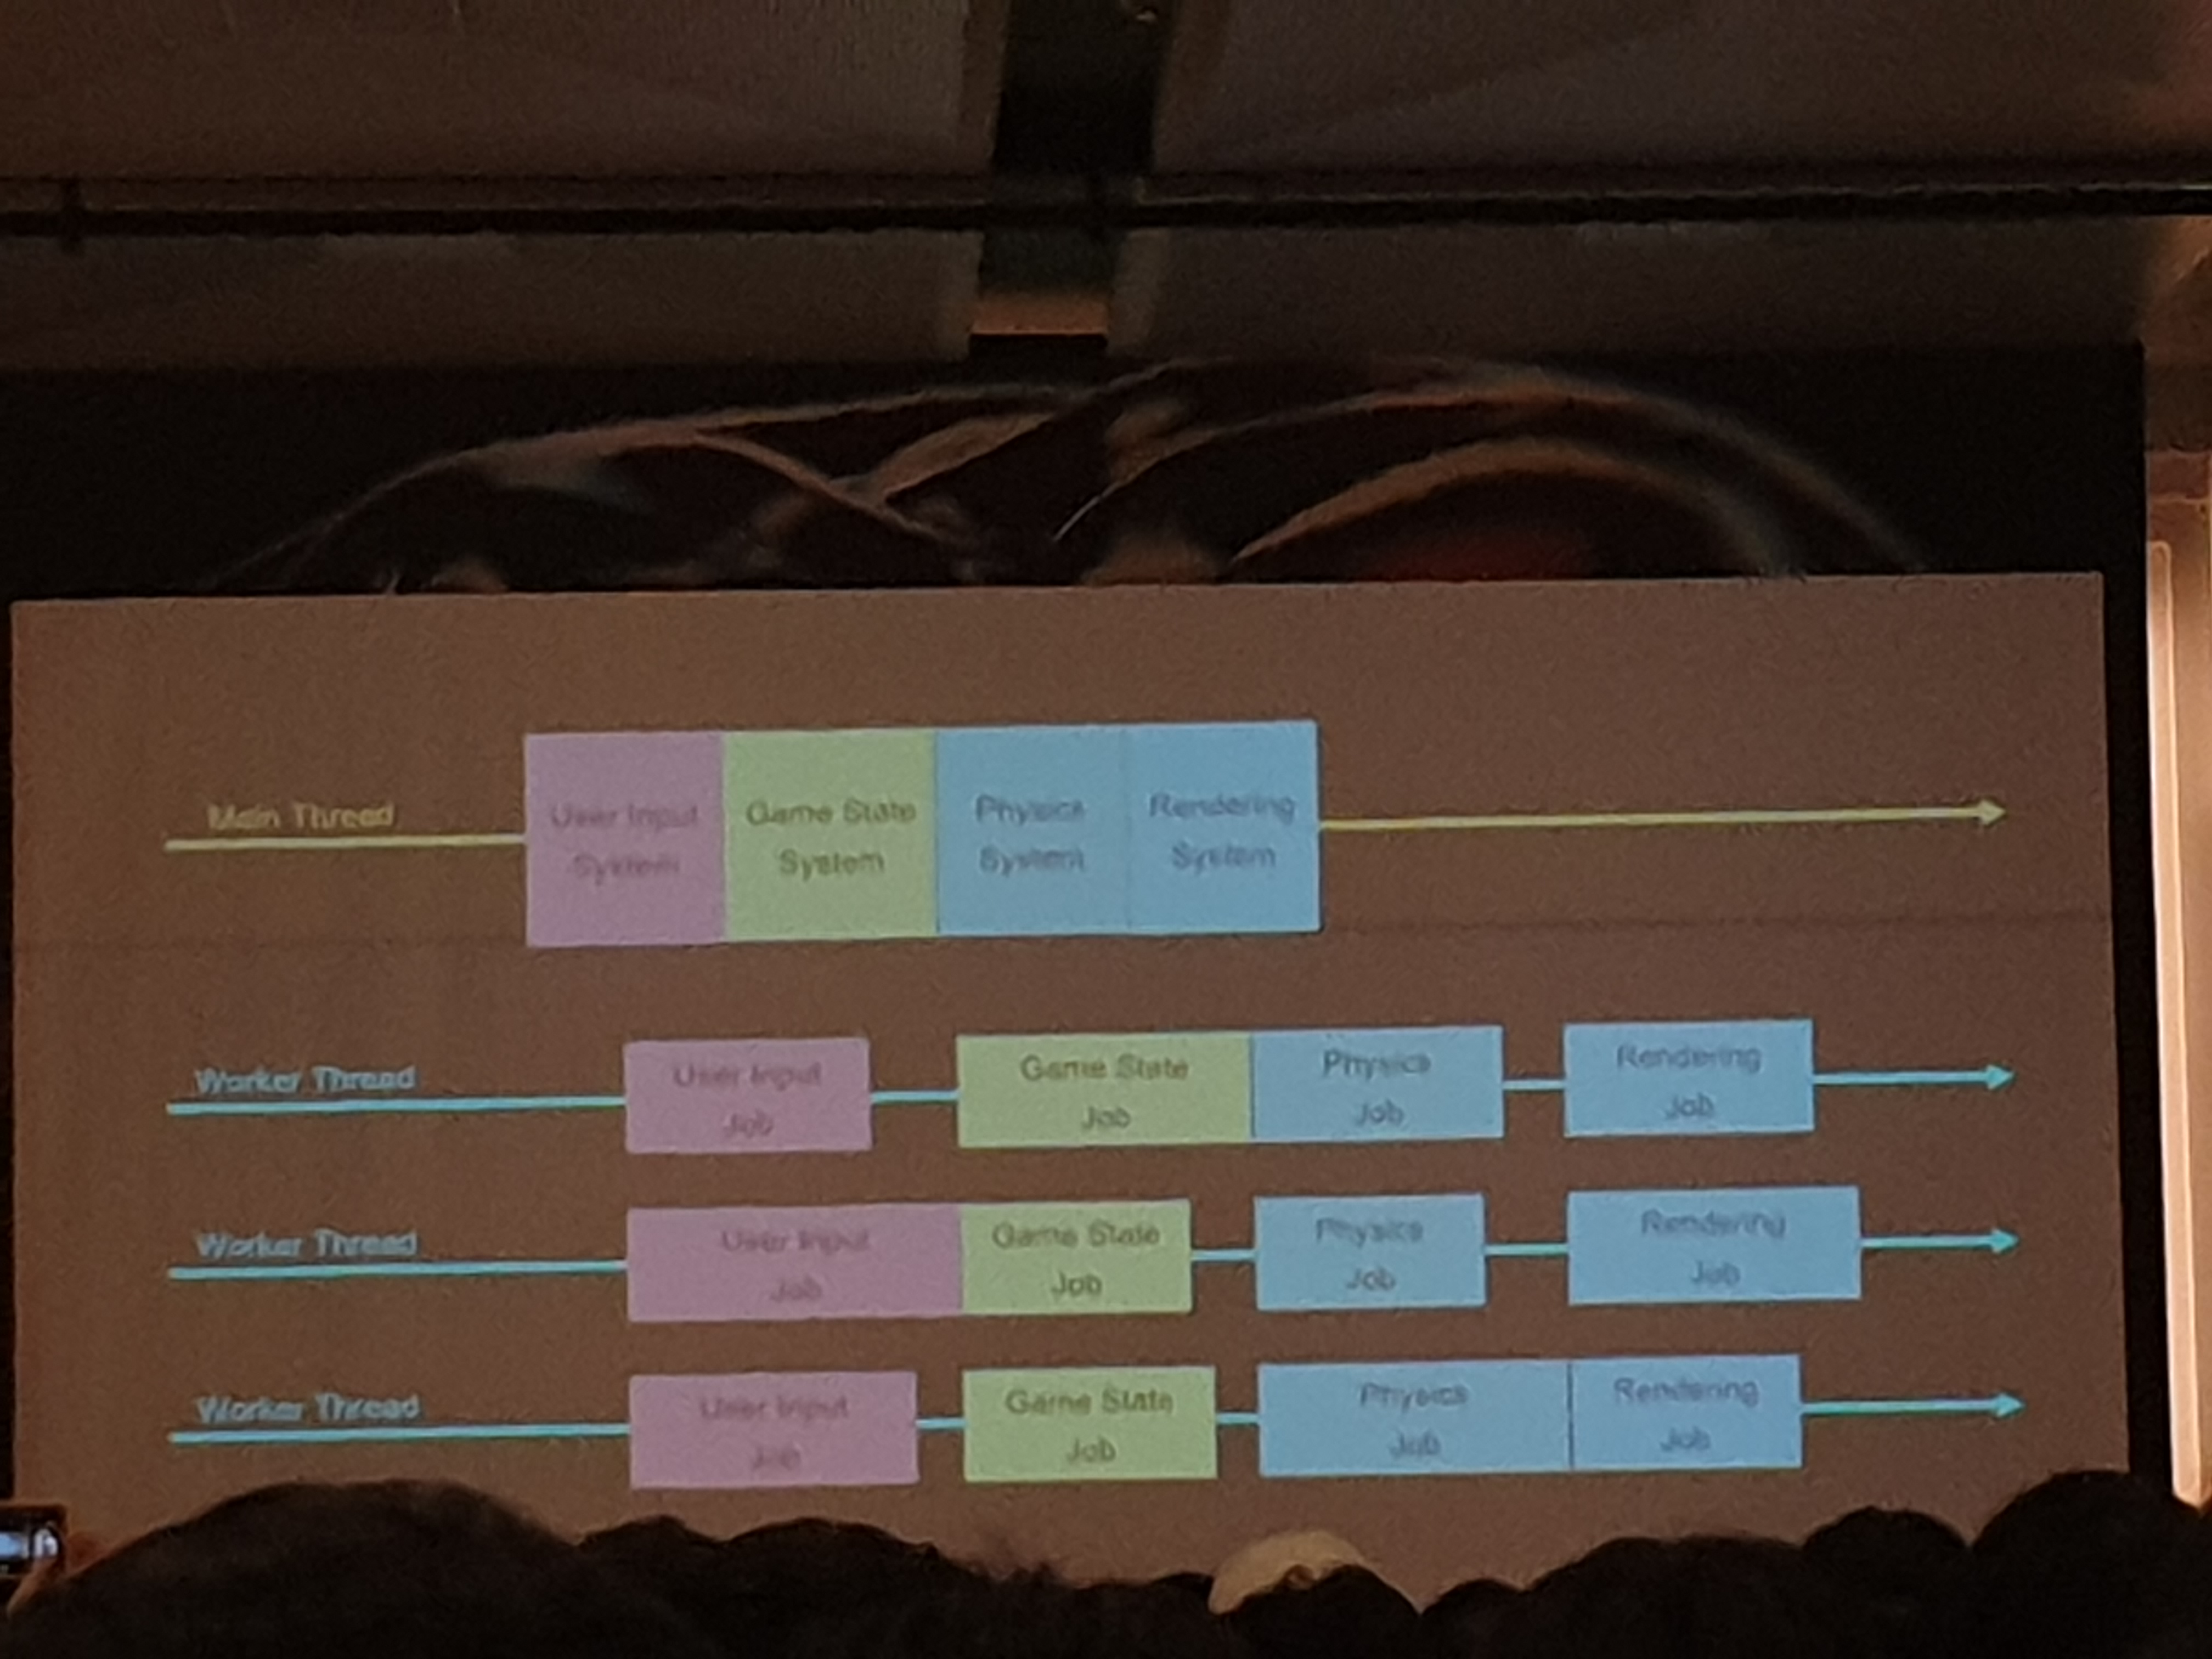 Main Thread
User Input
System
Game State
System
Physics
System
Rendering
System
Worker Thread
User Input
Job
Game State
Job
Physics
Job
Rendering
Job
Worker Thread
User Input
Job
Game State
Job
Physics
Job
Rendering
Job
Worker Thread
User Input
Job
Game State
Job
Physics
Job
Rendering
Job